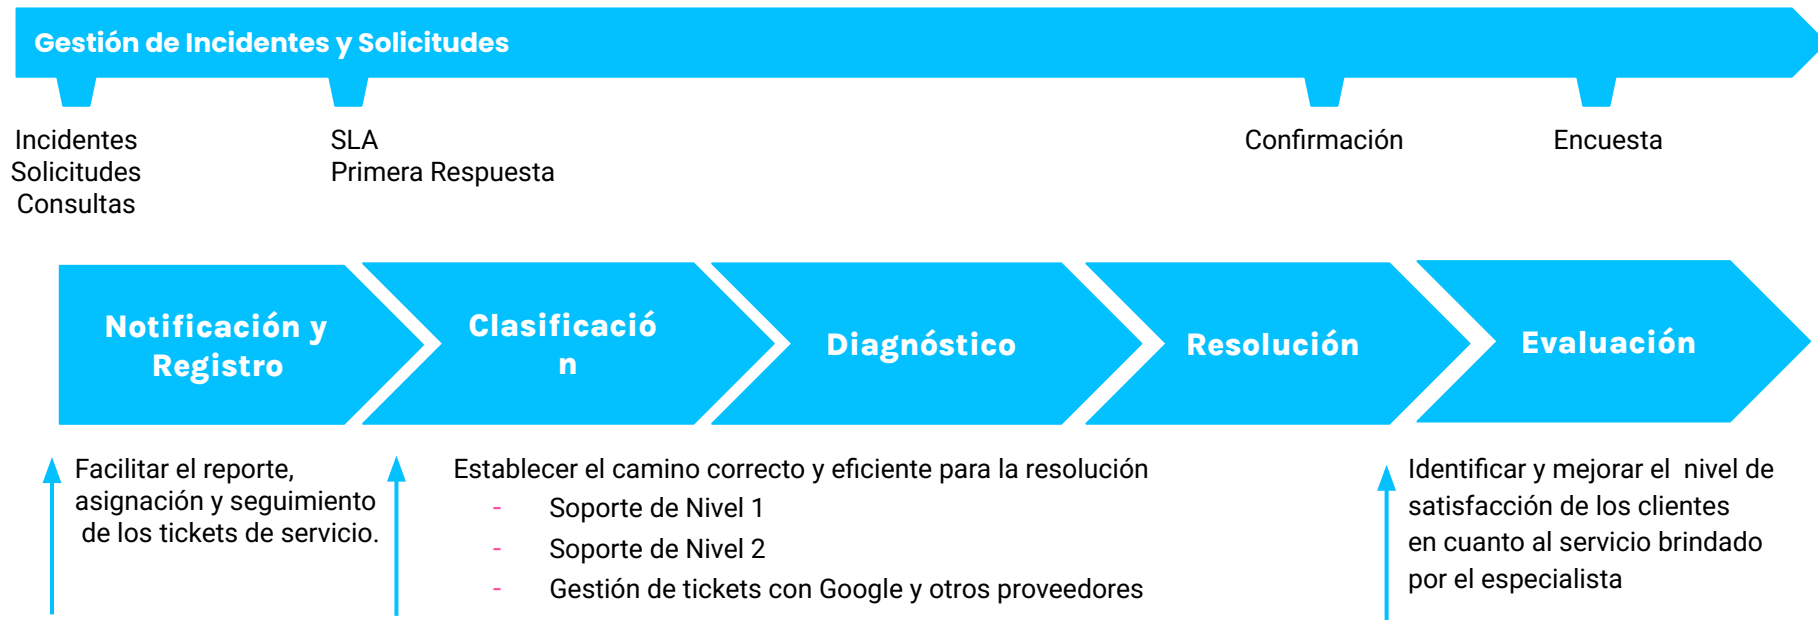 Gestión de Incidentes y Solicitudes
Incidentes
Solicitudes
Consultas
SLA
Primera Respuesta
Confirmación
Encuesta
Notificación y
Registro
Clasificació
n
Diagnóstico
Resolución
Evaluación
Facilitar el reporte,
asignación y seguimiento
de los tickets de servicio.
Establecer el camino correcto y eficiente para la resolución
- Soporte de Nivel 1
- Soporte de Nivel 2
- Gestión de tickets con Google y otros proveedores
Identificar y mejorar el nivel de
satisfacción de los clientes
en cuanto al servicio brindado
por el especialista